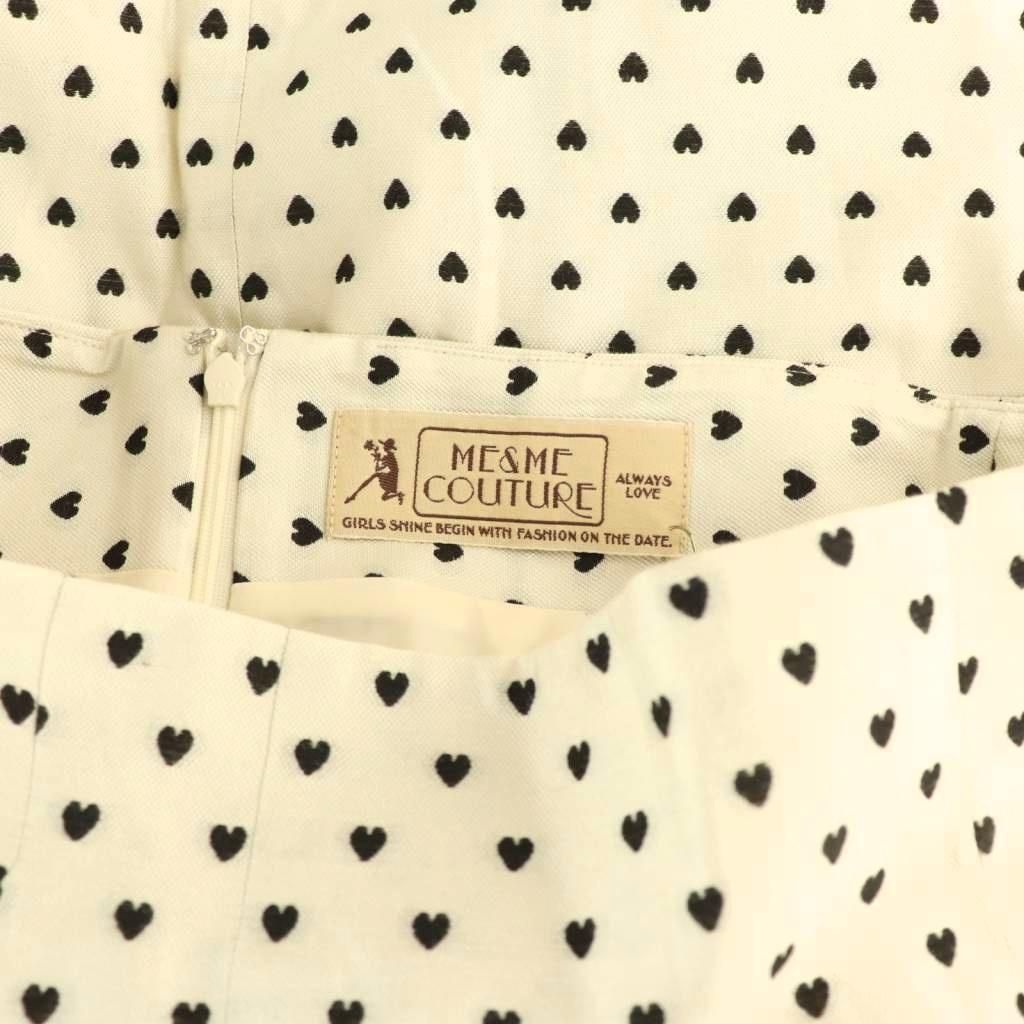 ME&ME
COUTURE
ALWAYS
LOVE
GIRLS SHINE BEGIN WITH FASHION ON THE DATE.